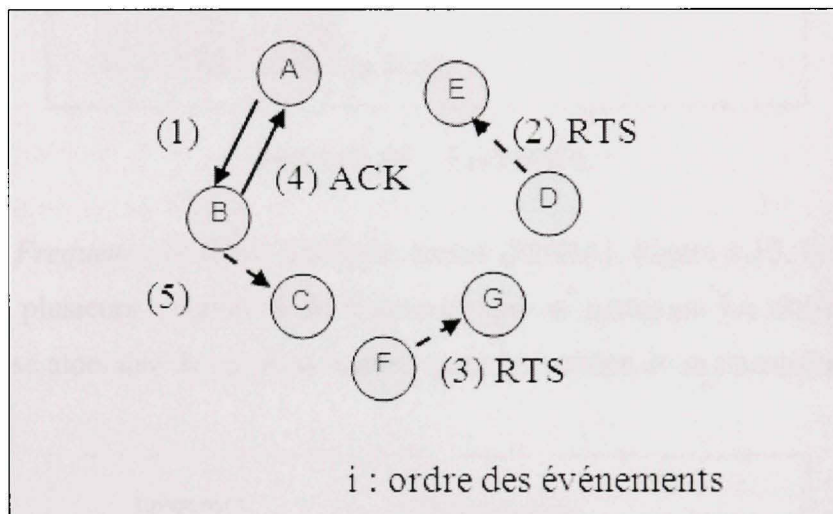 A
E
(1)
(2) RTS
(4) ACK
B
D
(5)
C
G
F
(3) RTS
i : ordre des événements